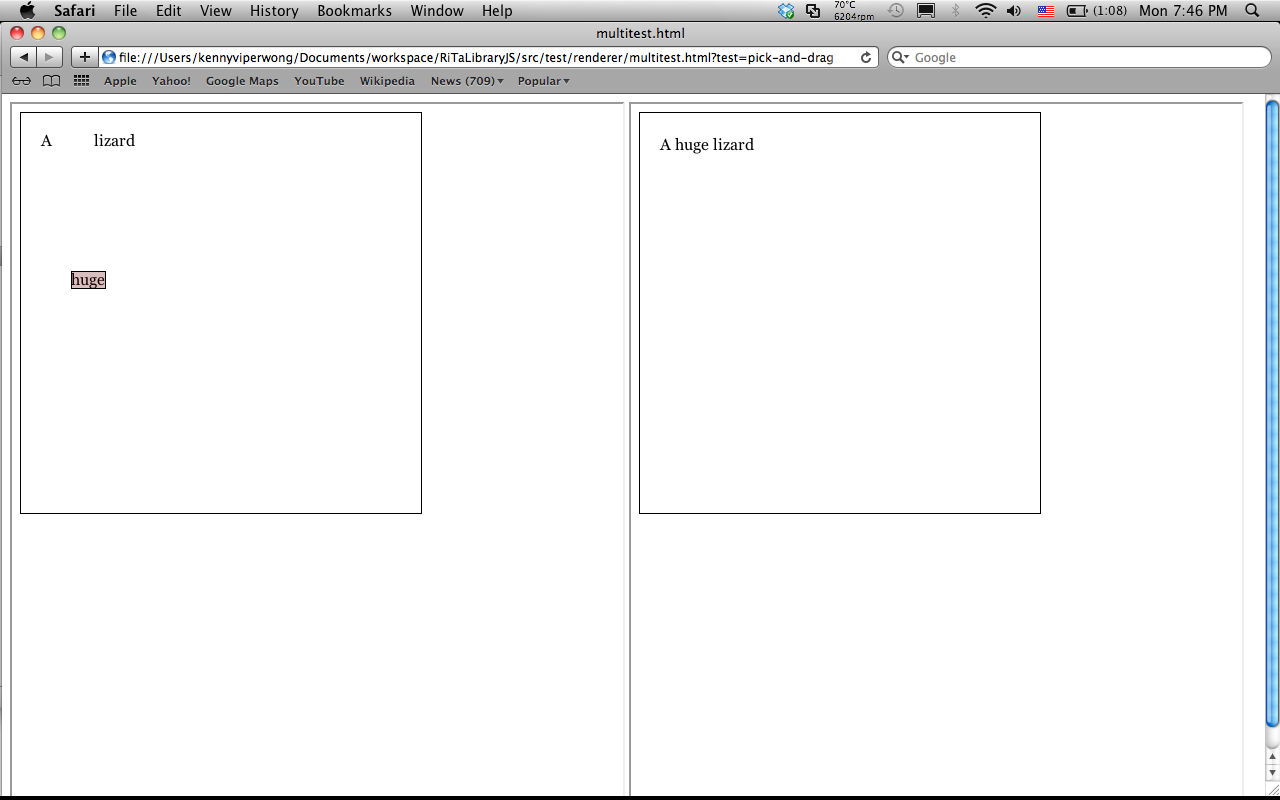 Safari File Edit View History Bookmarks Window Help 70°C 6204rpm (1:08) Mon 7:46 PM
multitest.html
file:///Users/kennyviperwong/Documents/workspace/RiTaLibraryJS/src/test/renderer/multitest.html?test=pick-and-drag Google
Apple Yahoo! Google Maps YouTube Wikipedia News (709) Popular
A lizard
huge
A huge lizard